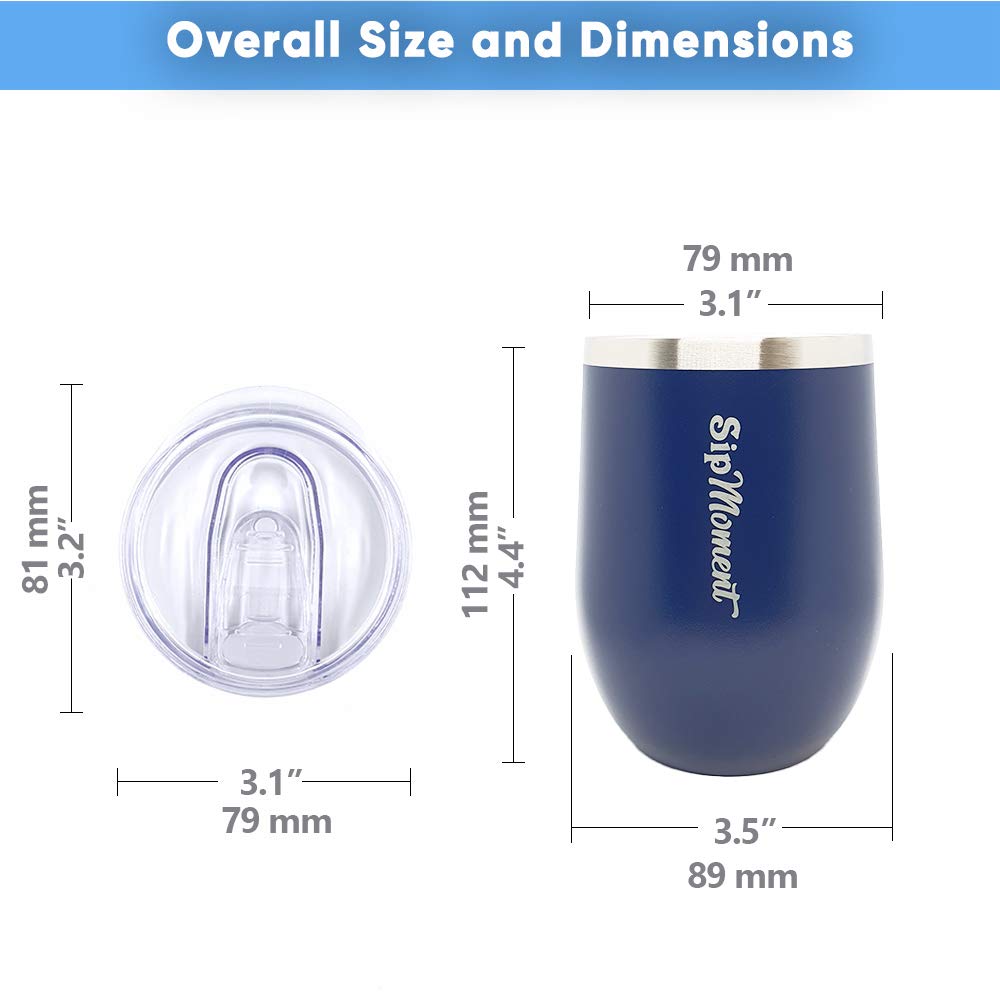 Overall Size and Dimensions
79 mm
3.1”
81 mm
3.2”
112 mm
4.4”
SipMoment
3.1”
79 mm
3.5”
89 mm